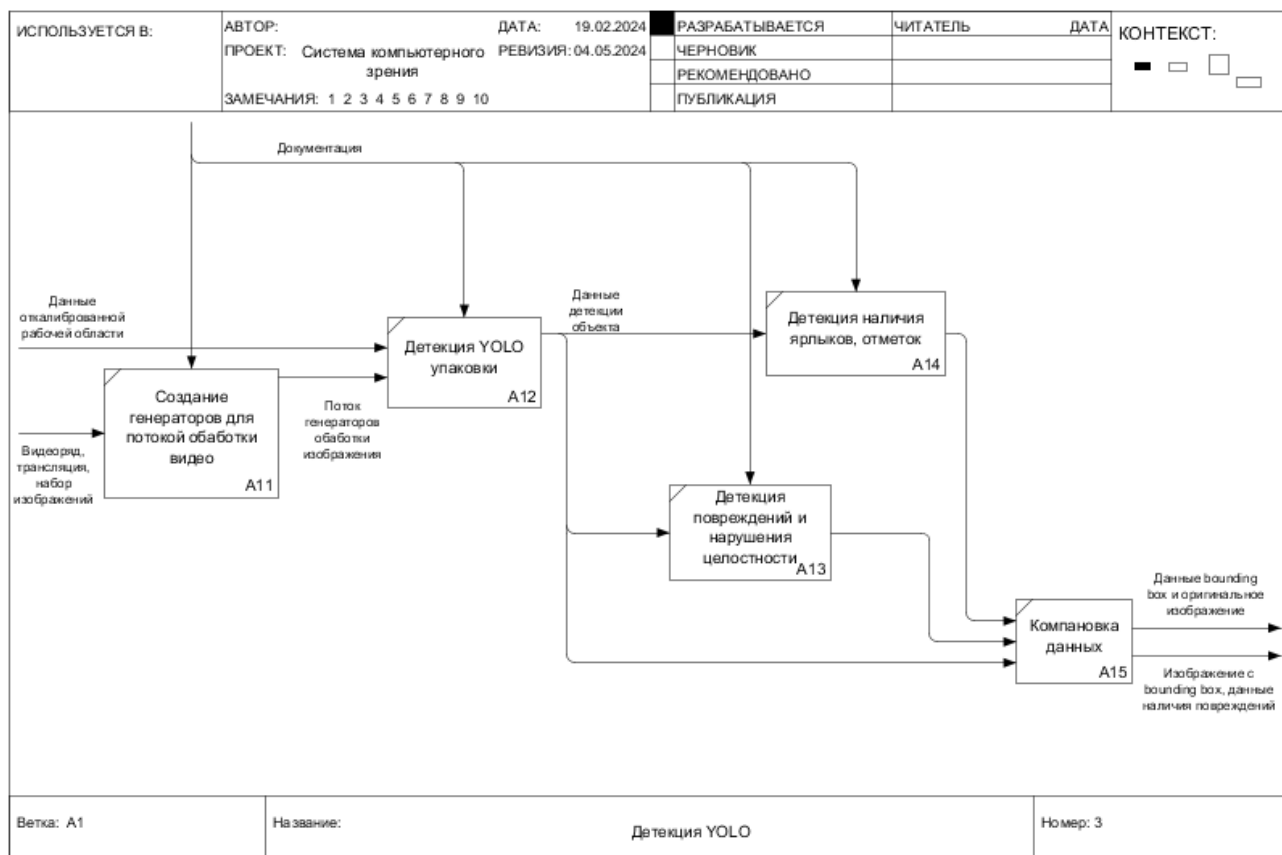 ИСПОЛЬЗУЕТСЯ В:
АВТОР:
ДАТА: 19.02.2024
ПРОЕКТ: Система компьютерного
зрения
РЕВИЗИЯ: 04.05.2024
ЗАМЕЧАНИЯ: 1 2 3 4 5 6 7 8 9 10
РАЗРАБАТЫВАЕТСЯ
ЧЕРНОВИК
РЕКОМЕНДОВАНО
ПУБЛИКАЦИЯ
ЧИТАТЕЛЬ
ДАТА
КОНТЕКСТ:
Документация
Данные
откалиброванной
рабочей области
Данные
детекции
объекта
Детекция наличия
ярлыков, отметок
A14
Детекция YOLO
упаковки
A12
Создание
генераторов для
потокой обаботки
видео
A11
Поток
генераторов
обаботки
изображения
Видеоряд,
трансляция,
набор
изображений
Детекция
повреждений и
нарушения
целостности
A13
Данные bounding
box и оригинальное
изображение
Компановка
данных
A15
Изображение с
bounding box, данные
наличия повреждений
Ветка: A1
Название:
Детекция YOLO
Номер: 3